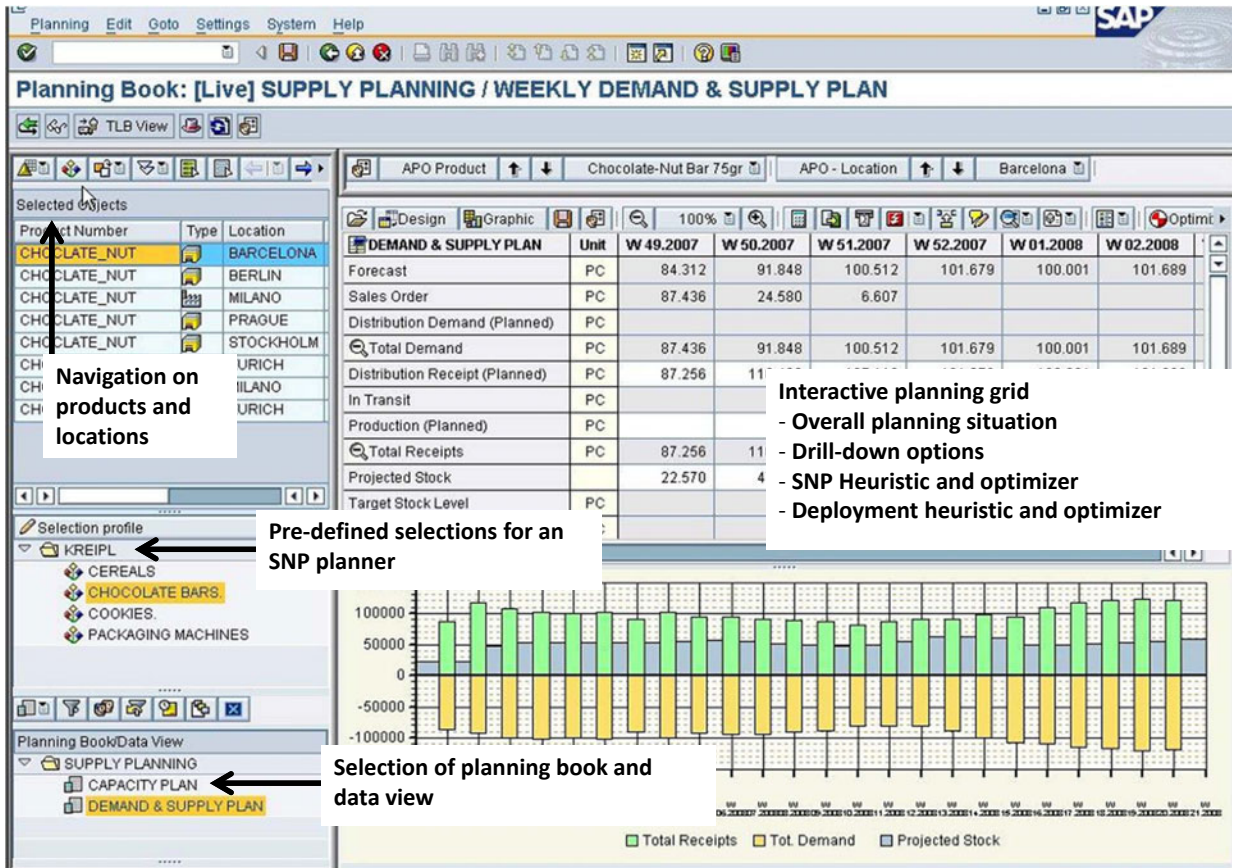 Planning Edit Goto Settings System Help
SAP
Planning Book: [Live] SUPPLY PLANNING / WEEKLY DEMAND & SUPPLY PLAN
TLB View
APO Product Chocolate-Nut Bar 75gr APO - Location Barcelona
Selected Objects
Product Number Type Location
CHOCLATE_NUT BARCELONA
CHOCLATE_NUT BERLIN
CHOCLATE_NUT MILANO
CHOCLATE_NUT PRAGUE
CHOCLATE_NUT STOCKHOLM
URICH
ILANO
URICH
Navigation on
products and
locations
Design Graphic 100% Optimi
DEMAND & SUPPLY PLAN Unit W 49.2007 W 50.2007 W 51.2007 W 52.2007 W 01.2008 W 02.2008
Forecast PC 84.312 91.848 100.512 101.679 100.001 101.689
Sales Order PC 87.436 24.580 6.607
Distribution Demand (Planned) PC
Total Demand PC 87.436 91.848 100.512 101.679 100.001 101.689
Distribution Receipt (Planned) PC 87.256 11
In Transit PC
Production (Planned) PC
Total Receipts PC 87.256 11
Projected Stock 22.570 4
Target Stock Level PC
Interactive planning grid
- Overall planning situation
- Drill-down options
- SNP Heuristic and optimizer
- Deployment heuristic and optimizer
Selection profile
KREIPL
CEREALS
CHOCOLATE BARS.
COOKIES.
PACKAGING MACHINES
Pre-defined selections for an
SNP planner
Planning Book/Data View
SUPPLY PLANNING
CAPACITY PLAN
DEMAND & SUPPLY PLAN
Selection of planning book and
data view
100000
50000
0
-50000
-100000
Total Receipts Tot. Demand Projected Stock